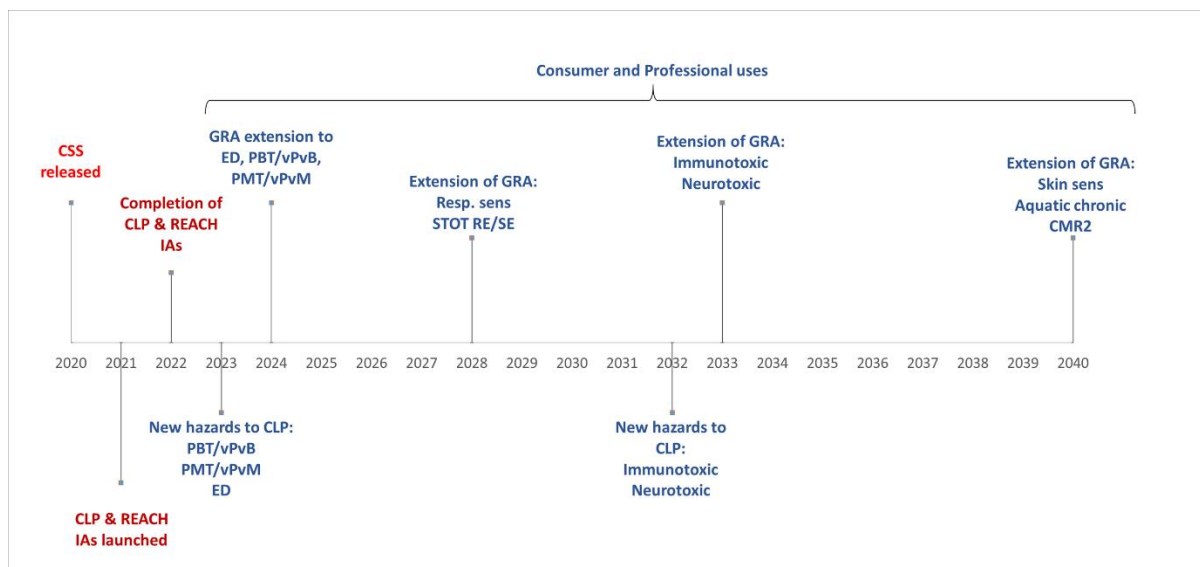 Consumer and Professional uses
GRA extension to
ED, PBT/vPvB,
PMT/vPvM
CSS
released
Completion of
CLP & REACH
IAs
Extension of GRA:
Resp. sens
STOT RE/SE
Extension of GRA:
Immunotoxic
Neurotoxic
Extension of GRA:
Skin sens
Aquatic chronic
CMR2
2020 2021 2022 2023 2024 2025 2026 2027 2028 2029 2030 2031 2032 2033 2034 2035 2036 2037 2038 2039 2040
New hazards to CLP:
PBT/vPvB
PMT/vPvM
ED
CLP & REACH
IAs launched
New hazards to
CLP:
Immunotoxic
Neurotoxic